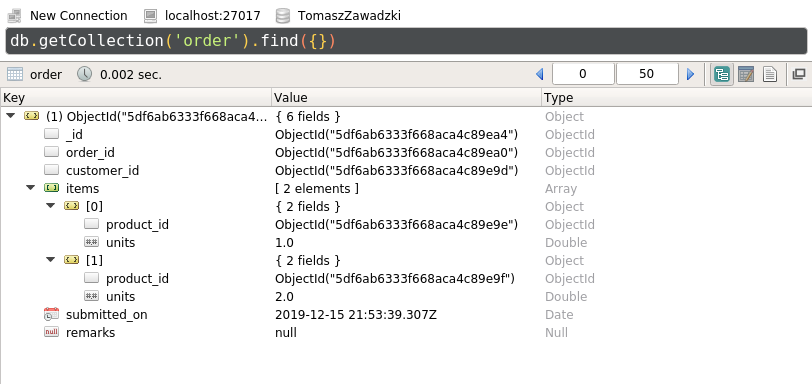 New Connection localhost:27017 TomaszZawadzki
db.getCollection('order').find({})
order 0.002 sec. 0 50
Key Value Type
(1) ObjectId("5df6ab6333f668aca4... { 6 fields } Object
_id ObjectId("5df6ab6333f668aca4c89ea4") ObjectId
order_id ObjectId("5df6ab6333f668aca4c89ea0") ObjectId
customer_id ObjectId("5df6ab6333f668aca4c89e9d") ObjectId
items [ 2 elements ] Array
[0] { 2 fields } Object
product_id ObjectId("5df6ab6333f668aca4c89e9e") ObjectId
#.# units 1.0 Double
[1] { 2 fields } Object
product_id ObjectId("5df6ab6333f668aca4c89e9f") ObjectId
#.# units 2.0 Double
submitted_on 2019-12-15 21:53:39.307Z Date
null remarks null Null